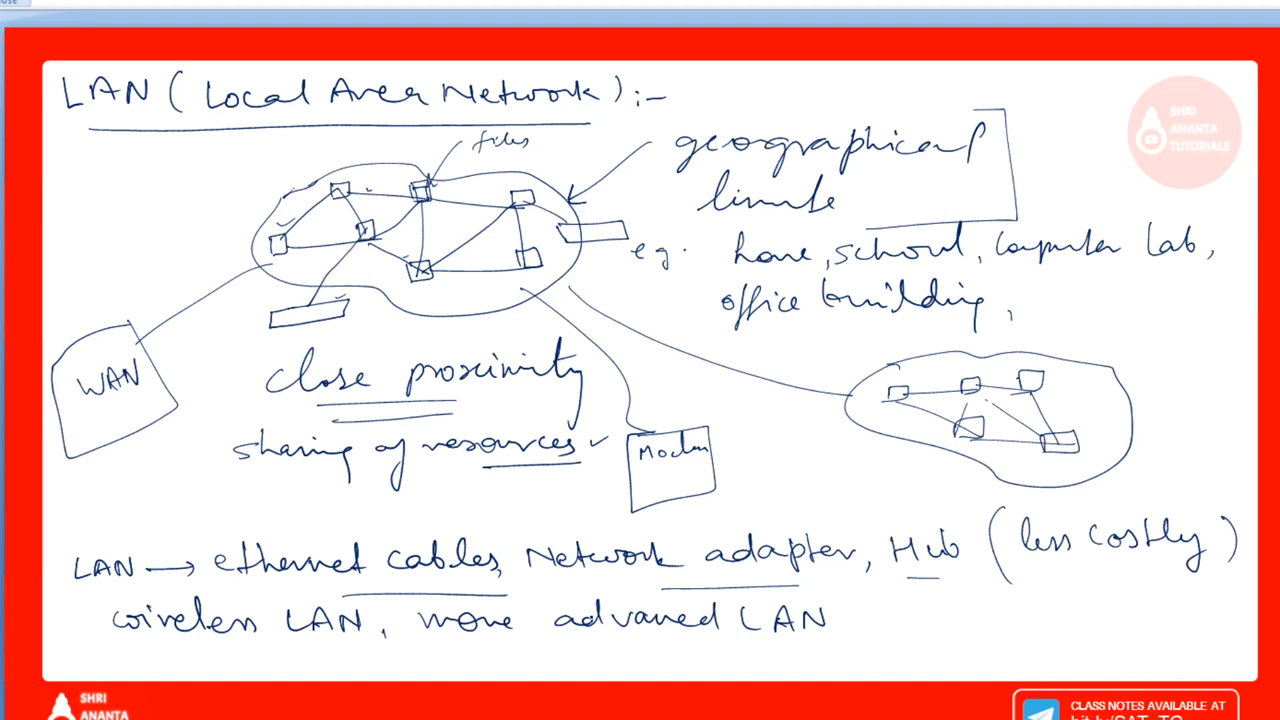 LAN (Local Area Network) :-
files
geographical
limits
e.g. home, school, Computer Lab,
office building,
WAN
close proximity
sharing of resources
Modem
LAN → ethernet cables, Network adapter, Hub (less costly)
wireless LAN, more advanced LAN
SHRI
ANANTA
TUTORIALS
SHRI
ANANTA
CLASS NOTES AVAILABLE AT